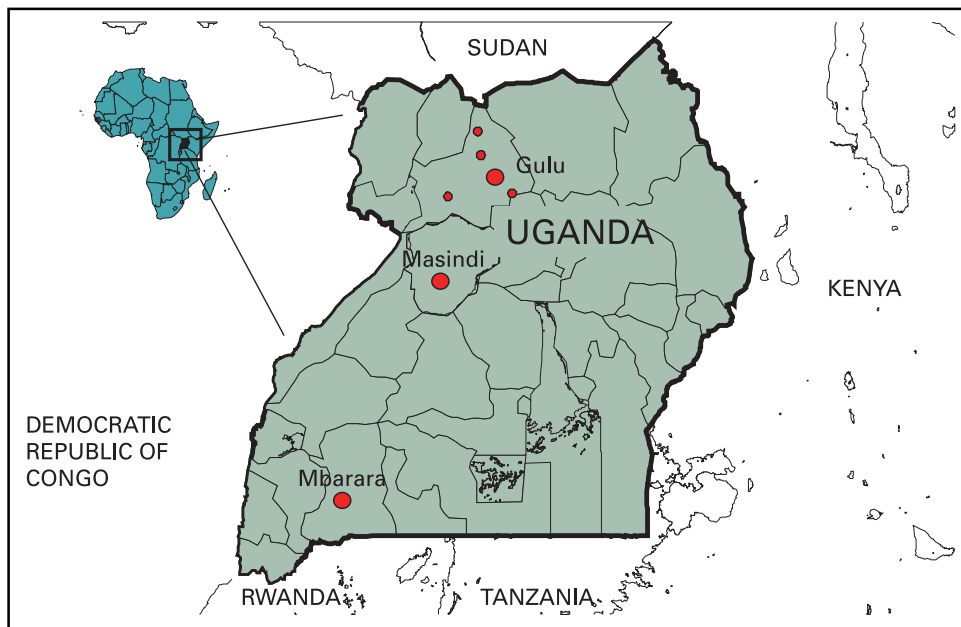 SUDAN
Gulu
UGANDA
Masindi
KENYA
DEMOCRATIC
REPUBLIC OF
CONGO
Mbarara
RWANDA
TANZANIA